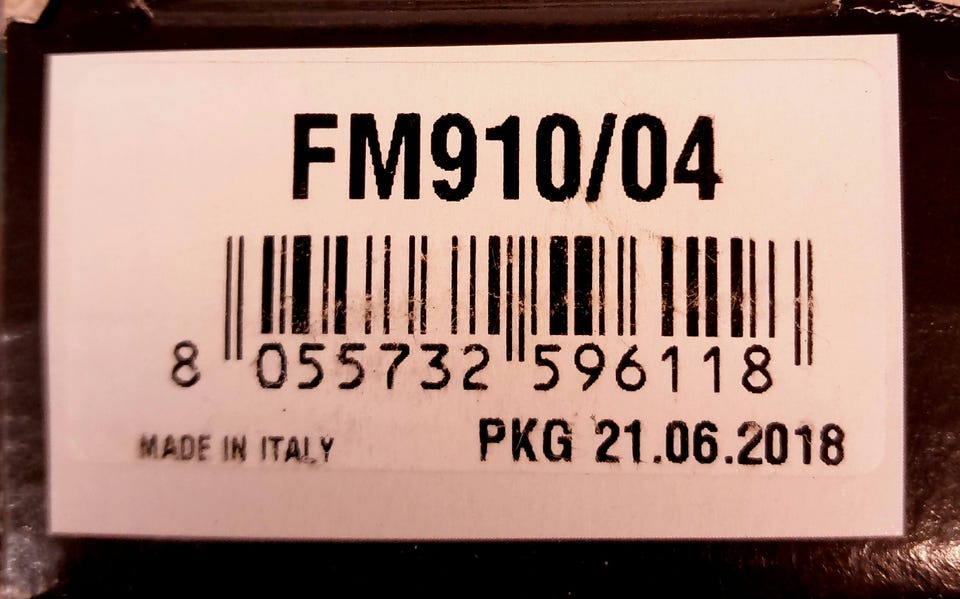 FM910/04
8 055732 596118
MADE IN ITALY PKG 21.06.2018